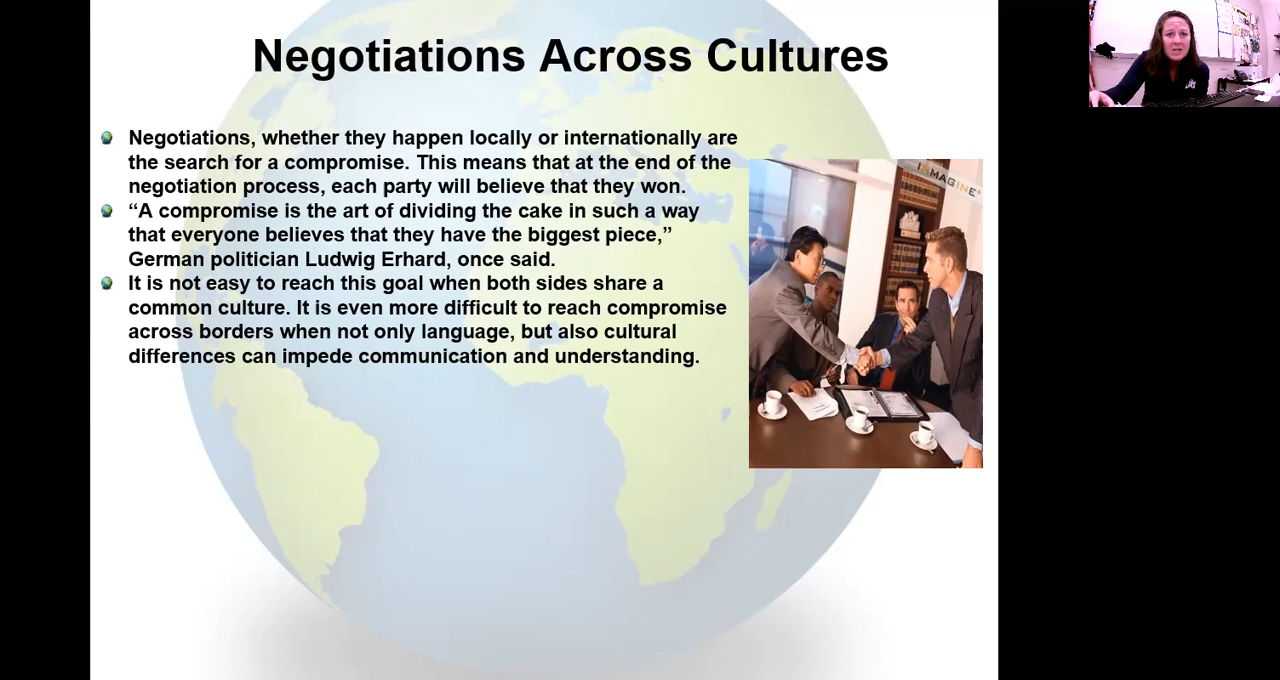 Negotiations Across Cultures
Negotiations, whether they happen locally or internationally are
the search for a compromise. This means that at the end of the
negotiation process, each party will believe that they won.
“A compromise is the art of dividing the cake in such a way
that everyone believes that they have the biggest piece,”
German politician Ludwig Erhard, once said.
It is not easy to reach this goal when both sides share a
common culture. It is even more difficult to reach compromise
across borders when not only language, but also cultural
differences can impede communication and understanding.
INMAGINE®